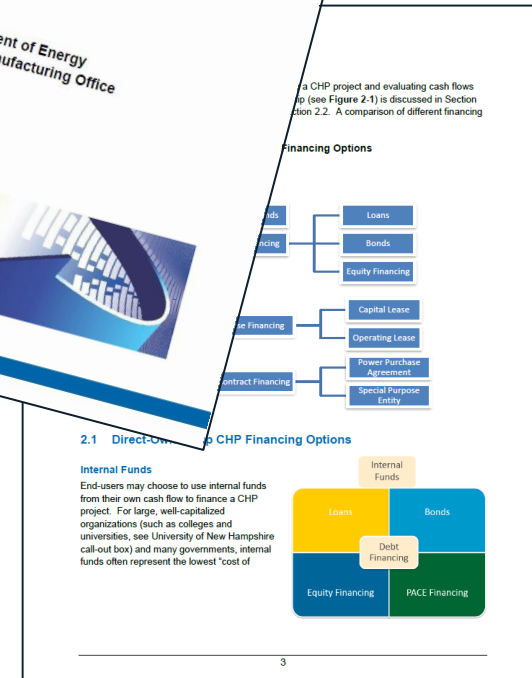 ent of Energy
ufacturing Office
a CHP project and evaluating cash flows
ip (see Figure 2-1) is discussed in Section
ction 2.2. A comparison of different financing
Financing Options
nds
Loans
ncing
Bonds
Equity Financing
Capital Lease
se Financing
Operating Lease
Power Purchase
Agreement
ontract Financing
Special Purpose
Entity
2.1 Direct-Ow p CHP Financing Options
Internal Funds
End-users may choose to use internal funds
from their own cash flow to finance a CHP
project. For large, well-capitalized
organizations (such as colleges and
universities, see University of New Hampshire
call-out box) and many governments, internal
funds often represent the lowest "cost of
Internal
Funds
Loans
Bonds
Debt
Financing
Equity Financing
PACE Financing
3